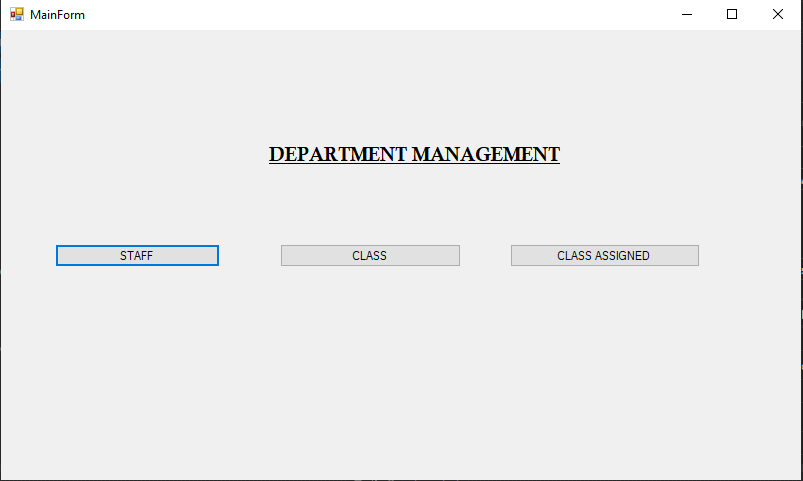 MainForm
DEPARTMENT MANAGEMENT
STAFF CLASS CLASS ASSIGNED